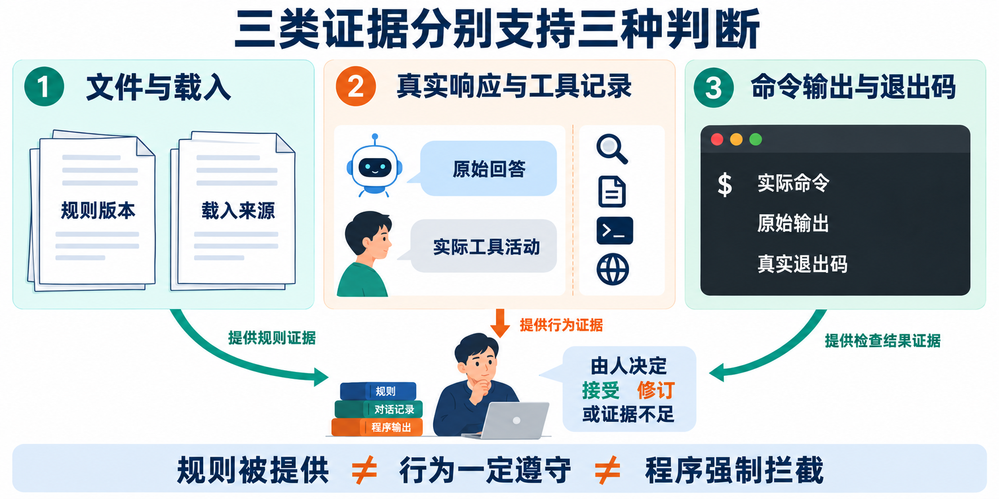 三类证据分别支持三种判断
1 文件与载入
规则版本
载入来源
2 真实响应与工具记录
原始回答
实际工具活动
>_
3 命令输出与退出码
$ 实际命令
原始输出
真实退出码
提供规则证据
提供行为证据
提供检查结果证据
规则
对话记录
程序输出
由人决定
接受 修订
或证据不足
规则被提供 ≠ 行为一定遵守 ≠ 程序强制拦截